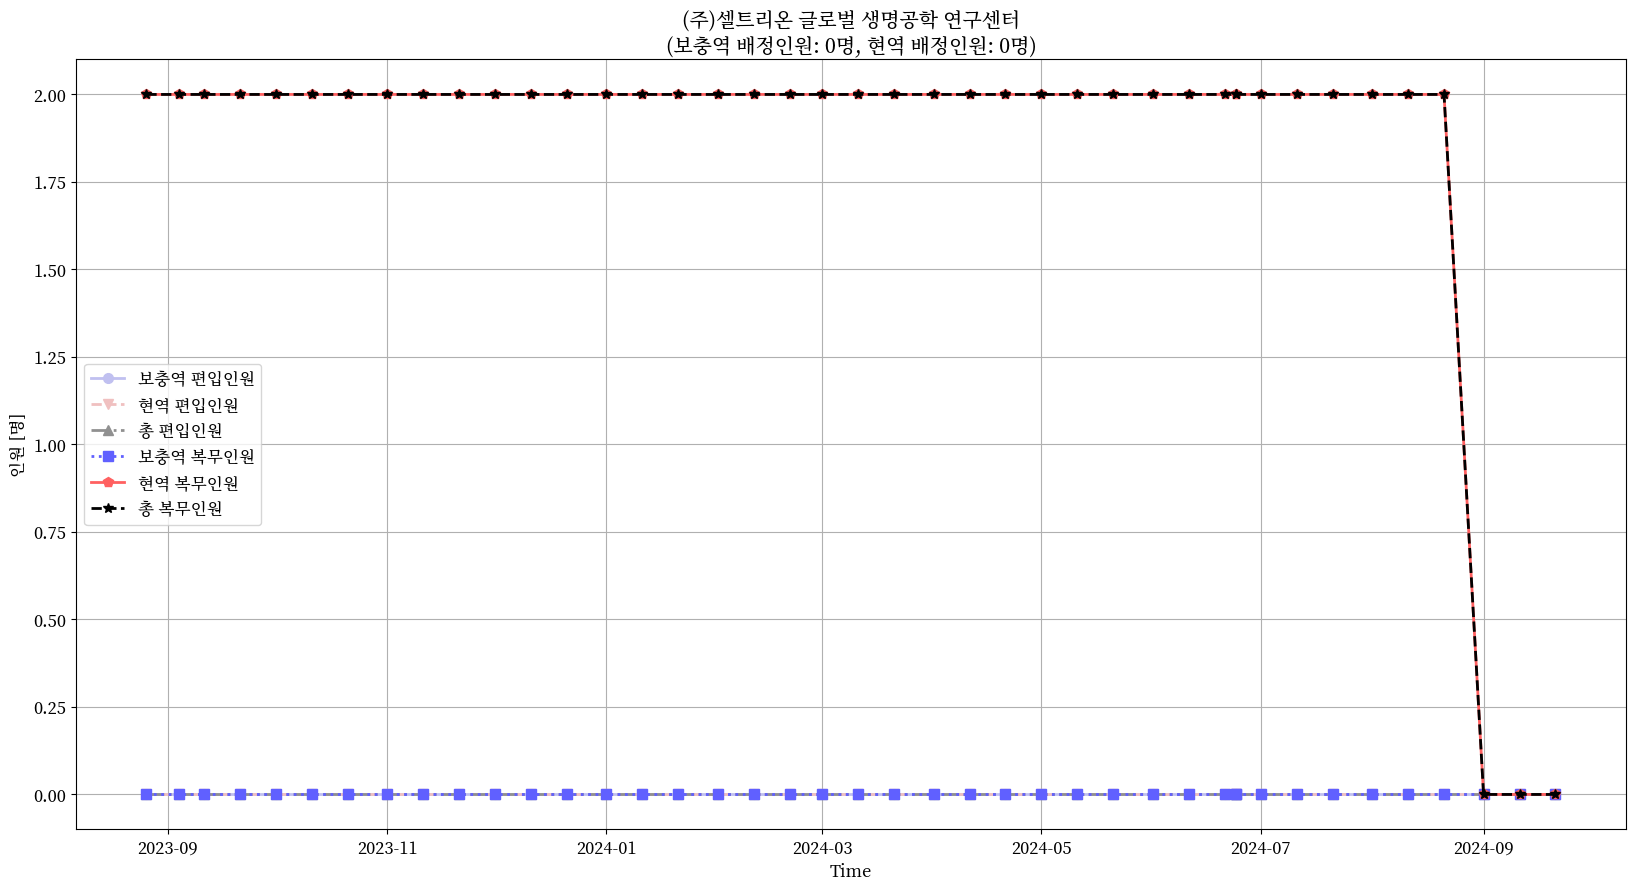 (주)셀트리온 글로벌 생명공학 연구센터
(보충역 배정인원: 0명, 현역 배정인원: 0명)
인원 [명]
2.00
1.75
1.50
1.25
1.00
0.75
0.50
0.25
0.00
보충역 편입인원
현역 편입인원
총 편입인원
보충역 복무인원
현역 복무인원
총 복무인원
2023-09 2023-11 2024-01 2024-03 2024-05 2024-07 2024-09
Time